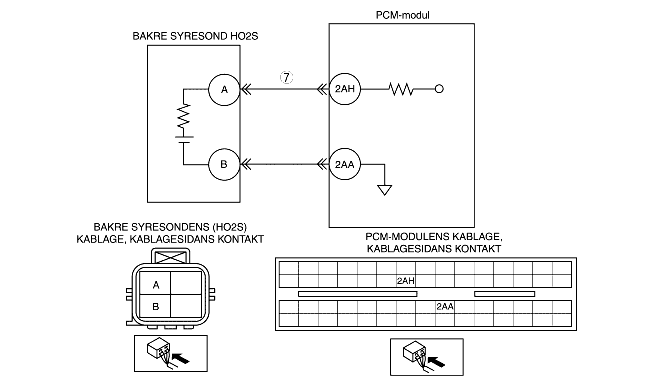 PCM-modul
BAKRE SYRESOND HO2S
A
7
2AH
B
2AA
BAKRE SYRESONDENS (HO2S)
KABLAGE, KABLAGESIDANS KONTAKT
A
B
PCM-MODULENS KABLAGE,
KABLAGESIDANS KONTAKT
2AH
2AA